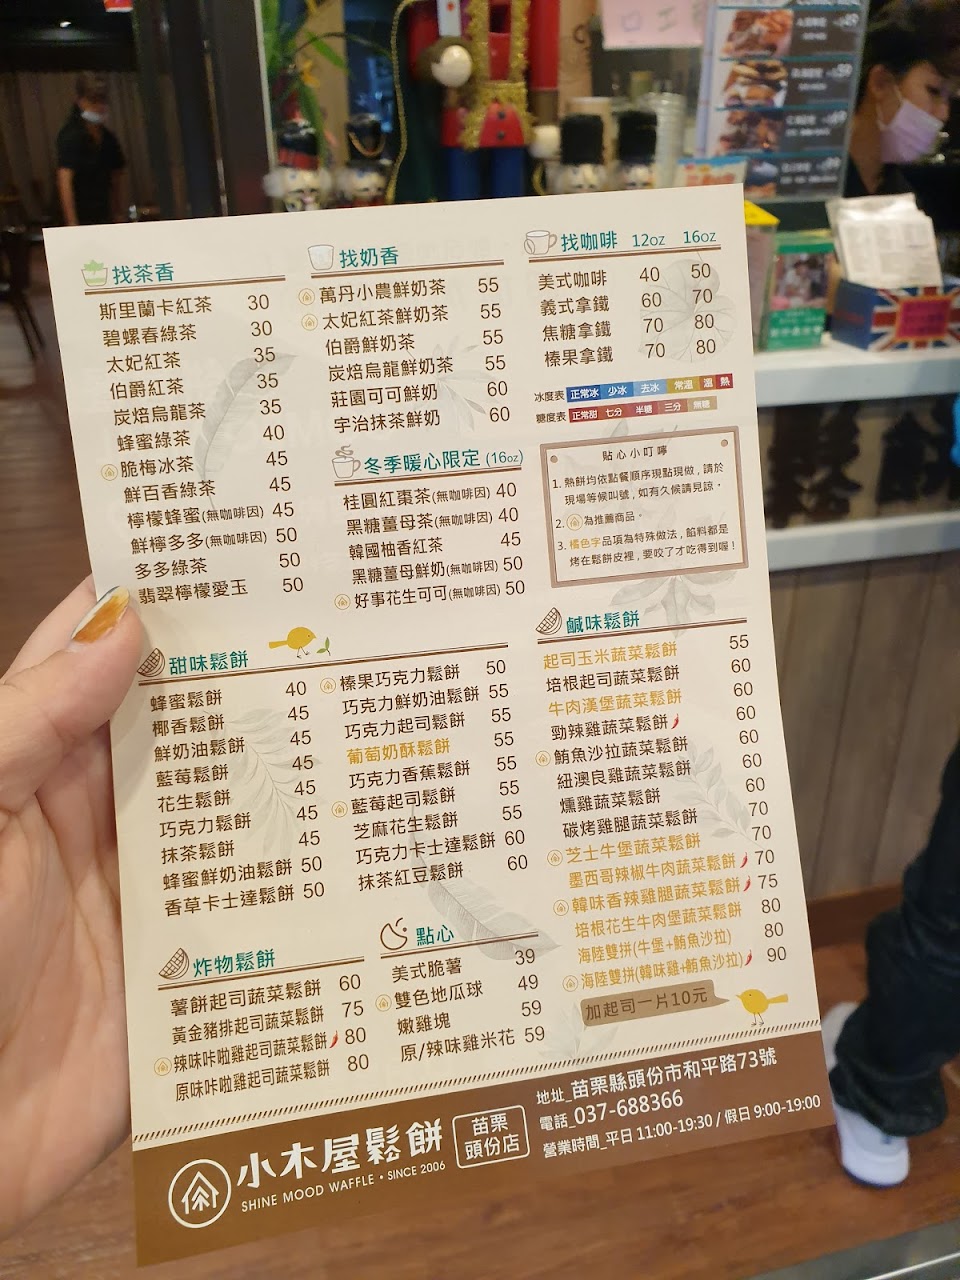 找茶香
斯里蘭卡紅茶 30
碧螺春綠茶 30
太妃紅茶 35
伯爵紅茶 35
炭焙烏龍茶 35
蜂蜜綠茶 40
脆梅冰茶 45
鮮百香綠茶 45
檸檬蜂蜜(無咖啡因) 45
鮮檸多多(無咖啡因) 50
多多綠茶 50
翡翠檸檬愛玉 50
找奶香
萬丹小農鮮奶茶 55
太妃紅茶鮮奶茶 55
伯爵鮮奶茶 55
炭焙烏龍鮮奶茶 55
莊園可可鮮奶 60
宇治抹茶鮮奶 60
冬季暖心限定 (16oz)
桂圓紅棗茶(無咖啡因) 40
黑糖薑母茶(無咖啡因) 40
韓國柚香紅茶 45
黑糖薑母鮮奶(無咖啡因) 50
好事花生可可(無咖啡因) 50
找咖啡 12oz 16oz
美式咖啡 40 50
義式拿鐵 60 70
焦糖拿鐵 70 80
榛果拿鐵 70 80
冰度表 正常冰 少冰 去冰 常溫 溫 熱
糖度表 正常甜 七分 半糖 三分 無糖
貼心小叮嚀
1. 熱餅均依點餐順序現點現做,請於
現場等候叫號,如有久候請見諒。
2. 為推薦商品。
3. 橘色字品項為特殊做法,餡料都是
烤在鬆餅皮裡,要咬了才吃得到喔!
甜味鬆餅
蜂蜜鬆餅 40
椰香鬆餅 45
鮮奶油鬆餅 45
藍莓鬆餅 45
花生鬆餅 45
巧克力鬆餅 45
抹茶鬆餅 45
蜂蜜鮮奶油鬆餅 50
香草卡士達鬆餅 50
榛果巧克力鬆餅 50
巧克力鮮奶油鬆餅 55
巧克力起司鬆餅 55
葡萄奶酥鬆餅 55
巧克力香蕉鬆餅 55
藍莓起司鬆餅 55
芝麻花生鬆餅 55
巧克力卡士達鬆餅 60
抹茶紅豆鬆餅 60
鹹味鬆餅
起司玉米蔬菜鬆餅 55
培根起司蔬菜鬆餅 60
牛肉漢堡蔬菜鬆餅 60
勁辣雞蔬菜鬆餅 60
鮪魚沙拉蔬菜鬆餅 60
紐澳良雞蔬菜鬆餅 60
燻雞蔬菜鬆餅 60
碳烤雞腿蔬菜鬆餅 70
芝士牛堡蔬菜鬆餅 70
墨西哥辣椒牛肉蔬菜鬆餅 70
韓味香辣雞腿蔬菜鬆餅 75
培根花生牛肉堡蔬菜鬆餅 80
海陸雙拼(牛堡+鮪魚沙拉) 80
海陸雙拼(韓味雞+鮪魚沙拉) 90
加起司一片10元
炸物鬆餅
薯餅起司蔬菜鬆餅 60
黃金豬排起司蔬菜鬆餅 75
辣味咔啦雞起司蔬菜鬆餅 80
原味咔啦雞起司蔬菜鬆餅 80
點心
美式脆薯 39
雙色地瓜球 49
嫩雞塊 59
原/辣味雞米花 59
小木屋鬆餅
SHINE MOOD WAFFLE・SINCE 2006
苗栗
頭份店
地址_苗栗縣頭份市和平路73號
電話_037-688366
營業時間_平日 11:00-19:30 / 假日 9:00-19:00